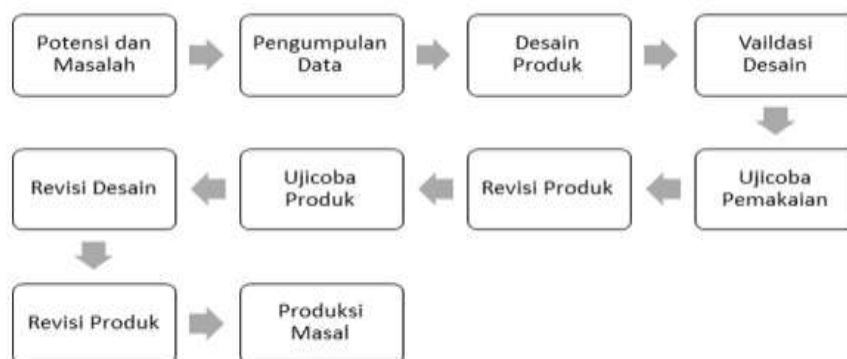 Potensi dan
Masalah
Pengumpulan
Data
Desain
Produk
Vaildasi
Desain
Ujicoba
Pemakaian
Revisi Produk
Ujicoba
Produk
Revisi Desain
Revisi Produk
Produksi
Masal